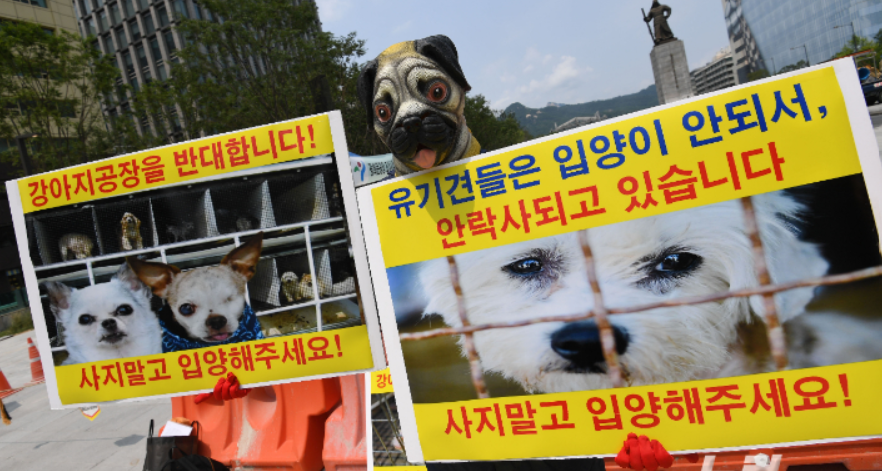 강아지공장을 반대합니다!
사지말고 입양해주세요!
유기견들은 입양이 안되서,
안락사되고 있습니다
사지말고 입양해주세요!